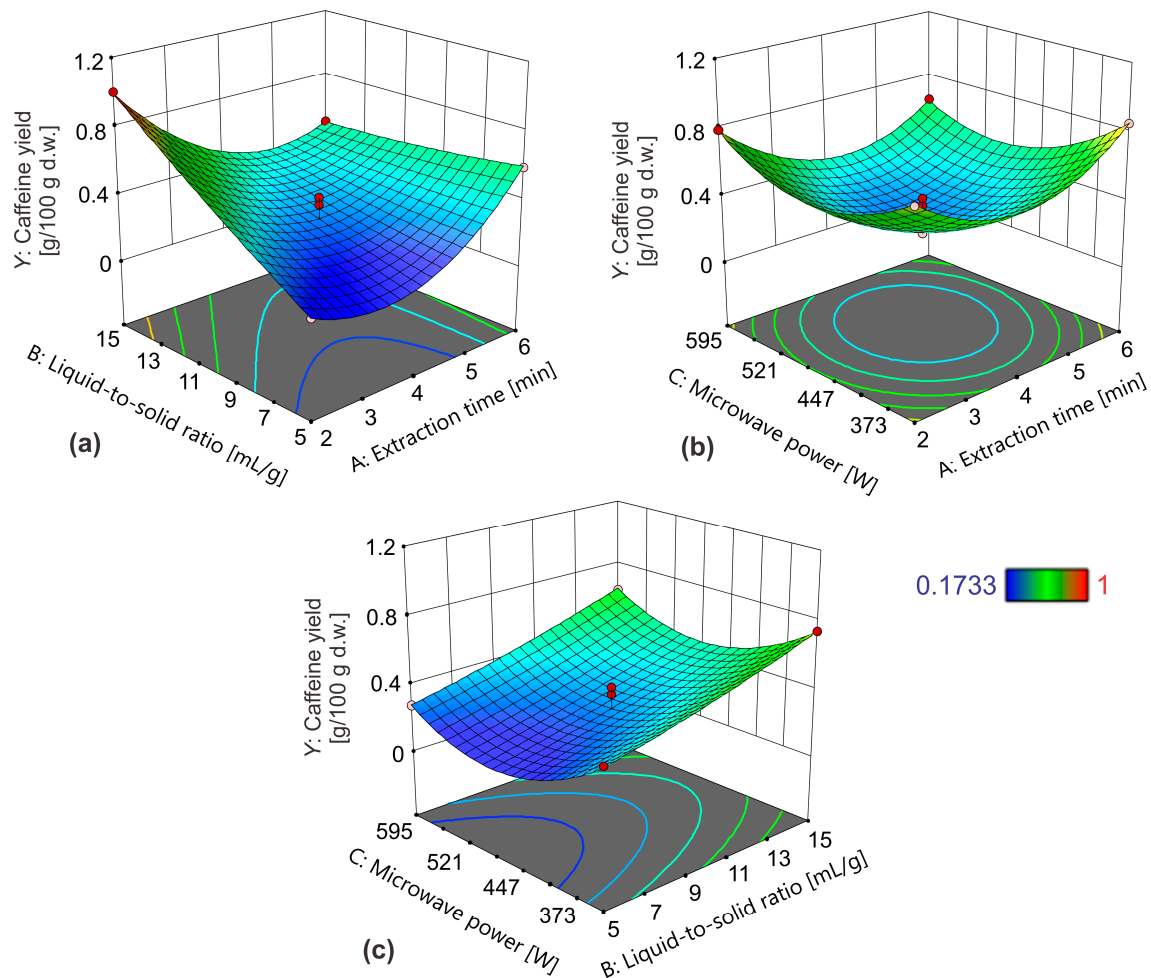 1.2
0.8
0.4
0
Y: Caffeine yield
[g/100 g d.w.]
15
13
11
9
7
5
B: Liquid-to-solid ratio [mL/g]
2
3
4
5
6
A: Extraction time [min]
(a)
1.2
0.8
0.4
0
Y: Caffeine yield
[g/100 g d.w.]
595
521
447
373
C: Microwave power [W]
2
3
4
5
6
A: Extraction time [min]
(b)
1.2
0.8
0.4
0
Y: Caffeine yield
[g/100 g d.w.]
595
521
447
373
C: Microwave power [W]
5
7
9
11
13
15
B: Liquid-to-solid ratio [mL/g]
(c)
0.1733 1